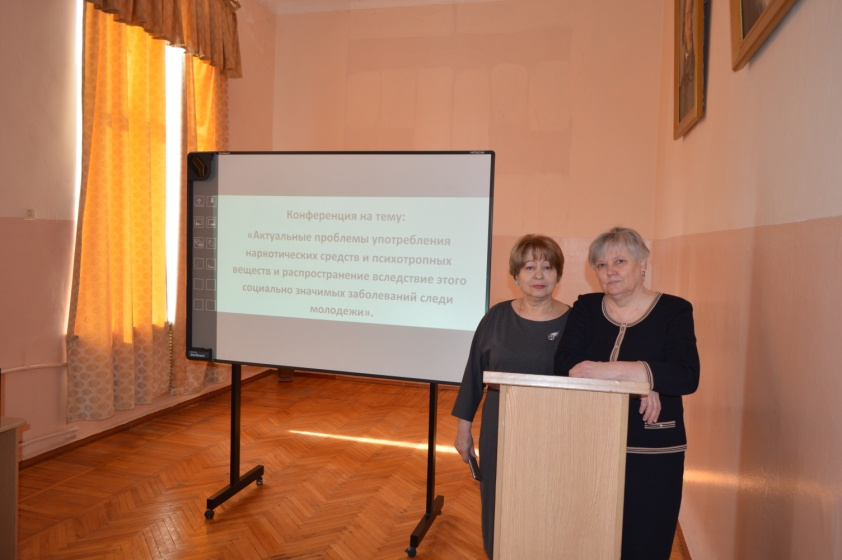 Конференция на тему:
«Актуальные проблемы употребления
наркотических средств и психотропных
веществ и распространение вследствие этого
социально значимых заболеваний следи
молодежи».